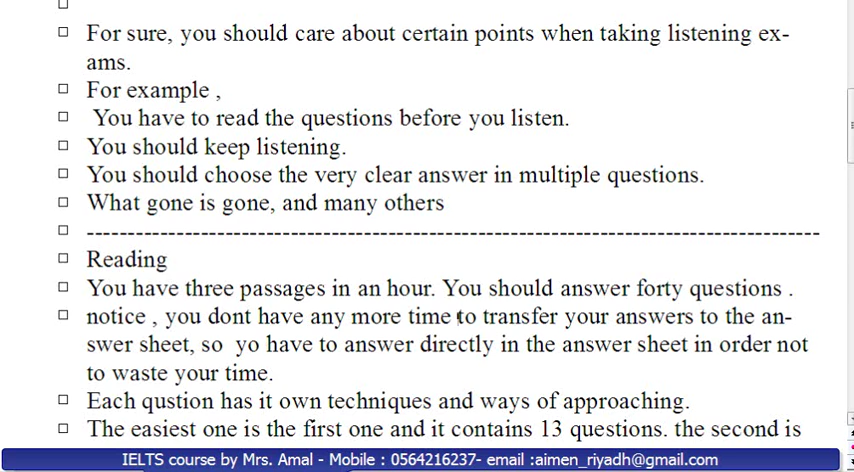 For sure, you should care about certain points when taking listening ex-
ams.
For example ,
You have to read the questions before you listen.
You should keep listening.
You should choose the very clear answer in multiple questions.
What gone is gone, and many others
------------------------------------------------------------------------------------------
Reading
You have three passages in an hour. You should answer forty questions .
notice , you dont have any more time to transfer your answers to the an-
swer sheet, so yo have to answer directly in the answer sheet in order not
to waste your time.
Each qustion has it own techniques and ways of approaching.
The easiest one is the first one and it contains 13 questions. the second is
IELTS course by Mrs. Amal - Mobile : 0564216237- email :aimen_riyadh@gmail.com